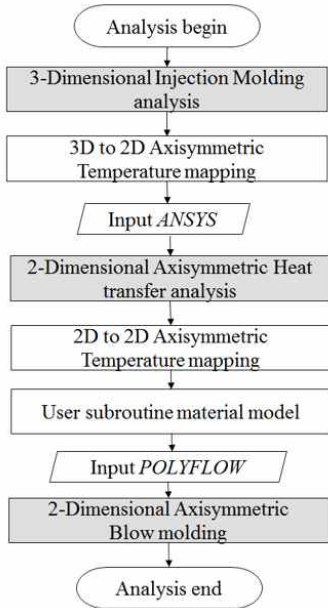 Analysis begin
3-Dimensional Injection Molding
analysis
3D to 2D Axisymmetric
Temperature mapping
Input ANSYS
2-Dimensional Axisymmetric Heat
transfer analysis
2D to 2D Axisymmetric
Temperature mapping
User subroutine material model
Input POLYFLOW
2-Dimensional Axisymmetric
Blow molding
Analysis end